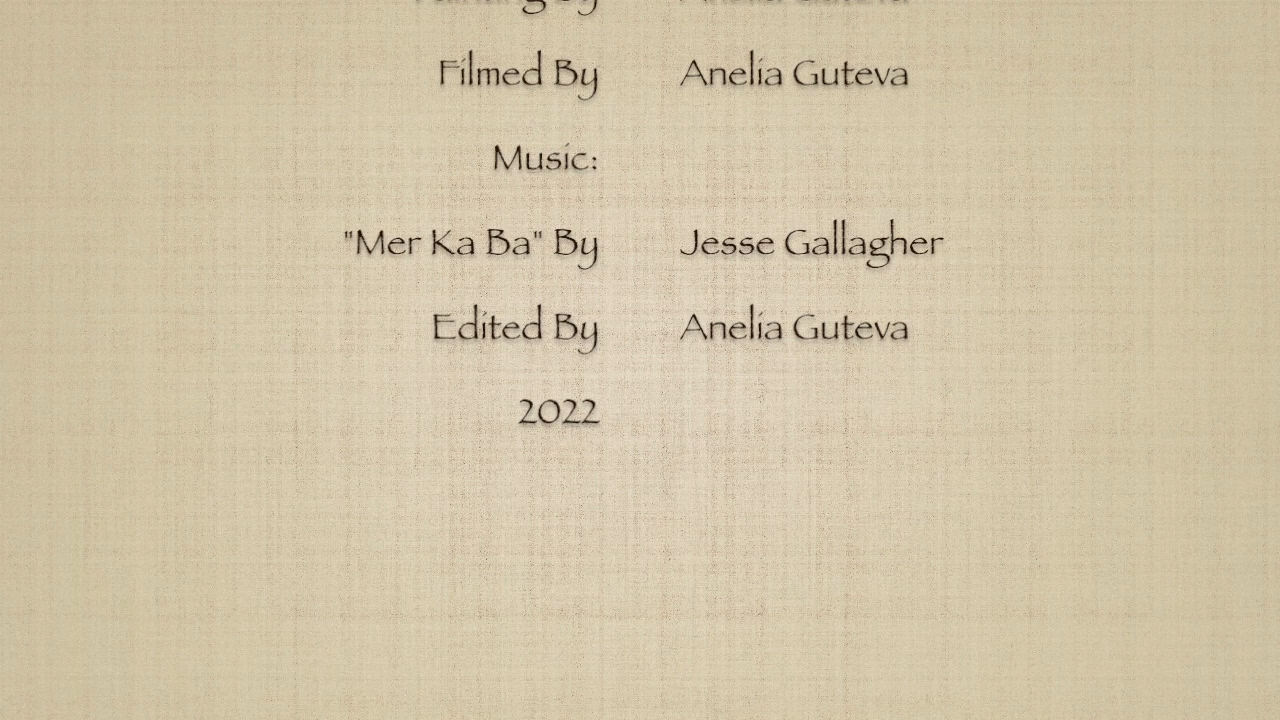 Filmed By Anelia Guteva
Music:
"Mer Ka Ba" By Jesse Gallagher
Edited By Anelia Guteva
2022